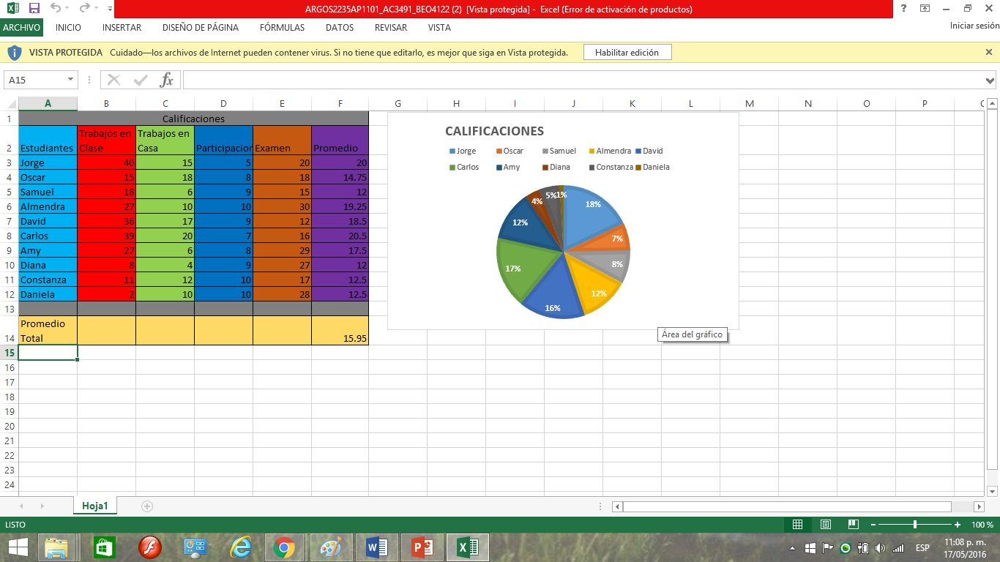 ARGOS2235AP1101_AC3491_BEO4122 (2) [Vista protegida] - Excel (Error de activación de productos)
ARCHIVO INICIO INSERTAR DISEÑO DE PÁGINA FÓRMULAS DATOS REVISAR VISTA Iniciar sesión
VISTA PROTEGIDA Cuidado—los archivos de Internet pueden contener virus. Si no tiene que editarlo, es mejor que siga en Vista protegida. Habilitar edición
A15 fx
A B C D E F G H I J K L M N O P
1 Calificaciones
2 Estudiantes Trabajos en Clase Trabajos en Casa Participacion Examen Promedio
3 Jorge 40 15 5 20 20
4 Oscar 15 18 8 18 14.75
5 Samuel 18 6 9 15 12
6 Almendra 27 10 10 30 19.25
7 David 36 17 9 12 18.5
8 Carlos 39 20 7 16 20.5
9 Amy 27 6 8 29 17.5
10 Diana 8 4 9 27 12
11 Constanza 11 12 10 17 12.5
12 Daniela 2 10 10 28 12.5
13
14 Promedio Total 15.95
15
16
17
18
19
20
21
22
23
24
CALIFICACIONES
Jorge Oscar Samuel Almendra David
Carlos Amy Diana Constanza Daniela
18%
7%
8%
12%
16%
17%
12%
4%
5%
1%
Área del gráfico
Hoja1
LISTO 100 %
ESP 11:08 p. m.
17/05/2016